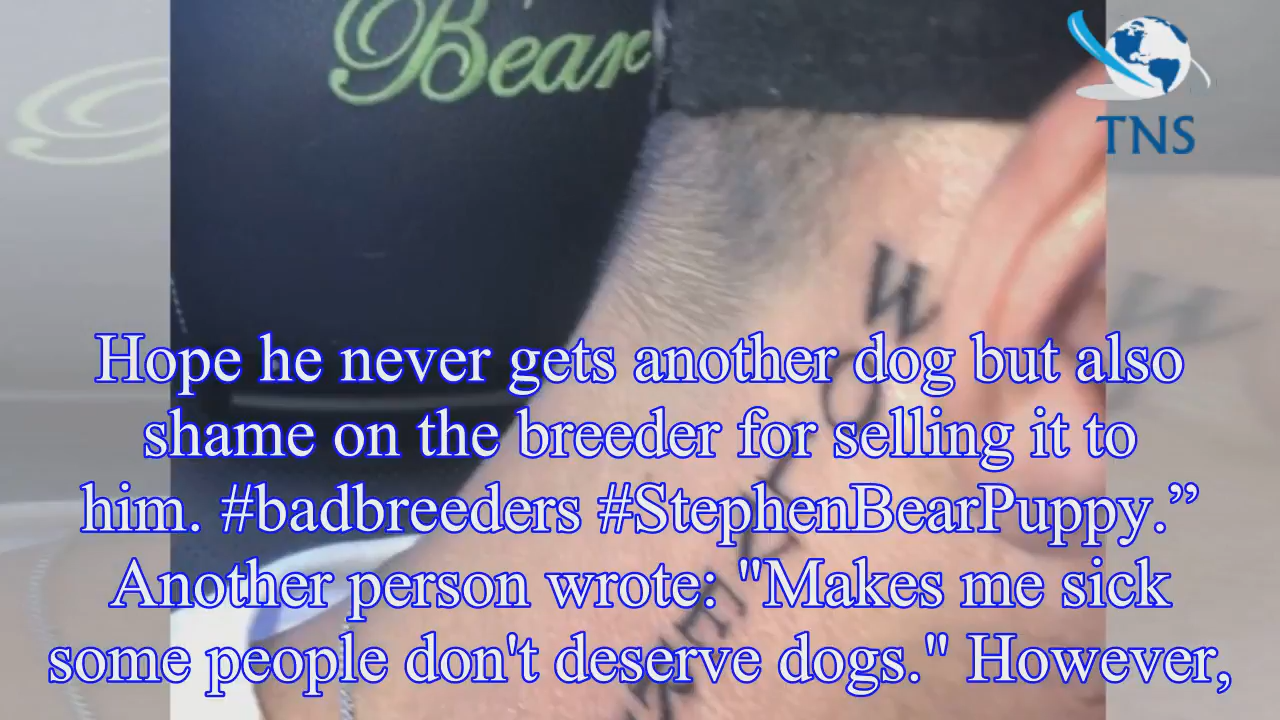 Bear
TNS
W
Hope he never gets another dog but also
shame on the breeder for selling it to
him. #badbreeders #StephenBearPuppy.”
Another person wrote: "Makes me sick
some people don't deserve dogs." However,